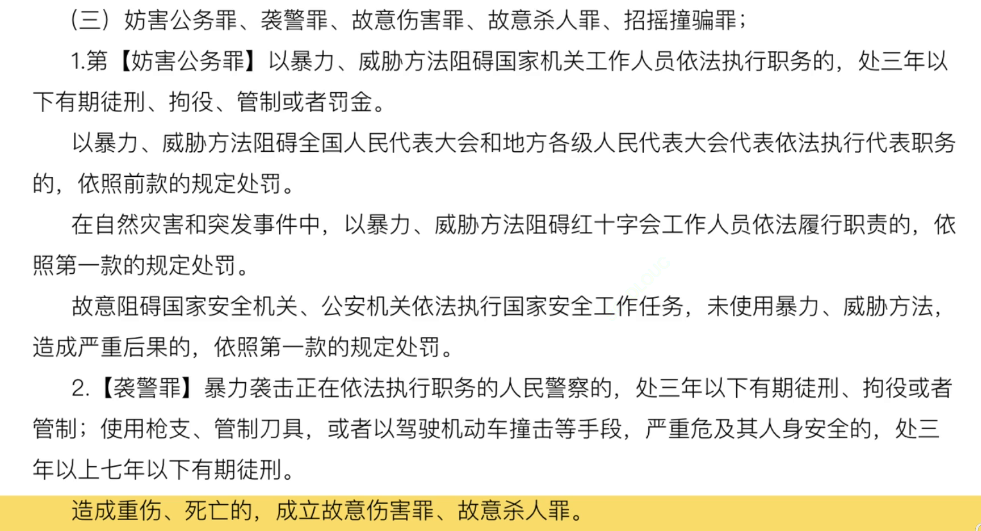 （三）妨害公务罪、袭警罪、故意伤害罪、故意杀人罪、招摇撞骗罪；
1.第【妨害公务罪】以暴力、威胁方法阻碍国家机关工作人员依法执行职务的，处三年以
下有期徒刑、拘役、管制或者罚金。
以暴力、威胁方法阻碍全国人民代表大会和地方各级人民代表大会代表依法执行代表职务
的，依照前款的规定处罚。
在自然灾害和突发事件中，以暴力、威胁方法阻碍红十字会工作人员依法履行职责的，依
照第一款的规定处罚。
故意阻碍国家安全机关、公安机关依法执行国家安全工作任务，未使用暴力、威胁方法，
造成严重后果的，依照第一款的规定处罚。
2.【袭警罪】暴力袭击正在依法执行职务的人民警察的，处三年以下有期徒刑、拘役或者
管制；使用枪支、管制刀具，或者以驾驶机动车撞击等手段，严重危及其人身安全的，处三
年以上七年以下有期徒刑。
造成重伤、死亡的，成立故意伤害罪、故意杀人罪。